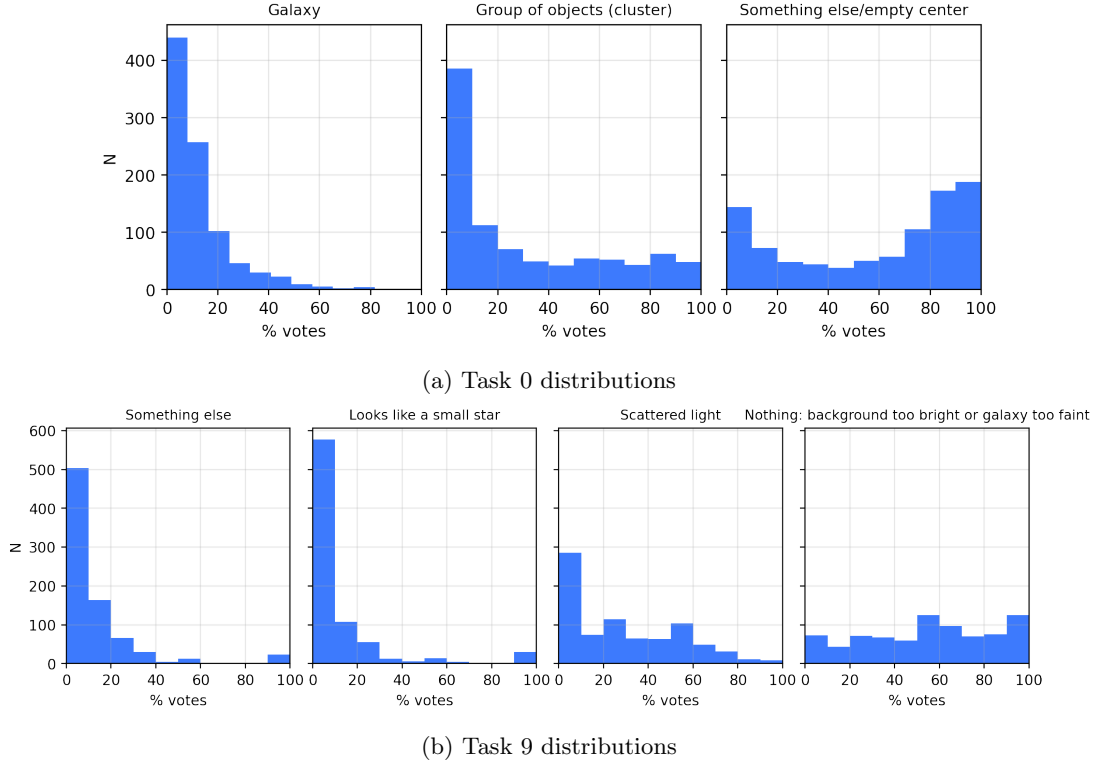 Galaxy
Group of objects (cluster)
Something else/empty center
400
300
200
100
0
N
0 20 40 60 80 100
0 20 40 60 80 100
0 20 40 60 80 100
% votes
% votes
% votes
(a) Task 0 distributions
Something else
Looks like a small star
Scattered light
Nothing: background too bright or galaxy too faint
600
500
400
300
200
100
0
N
0 20 40 60 80 100
0 20 40 60 80 100
0 20 40 60 80 100
0 20 40 60 80 100
% votes
% votes
% votes
% votes
(b) Task 9 distributions